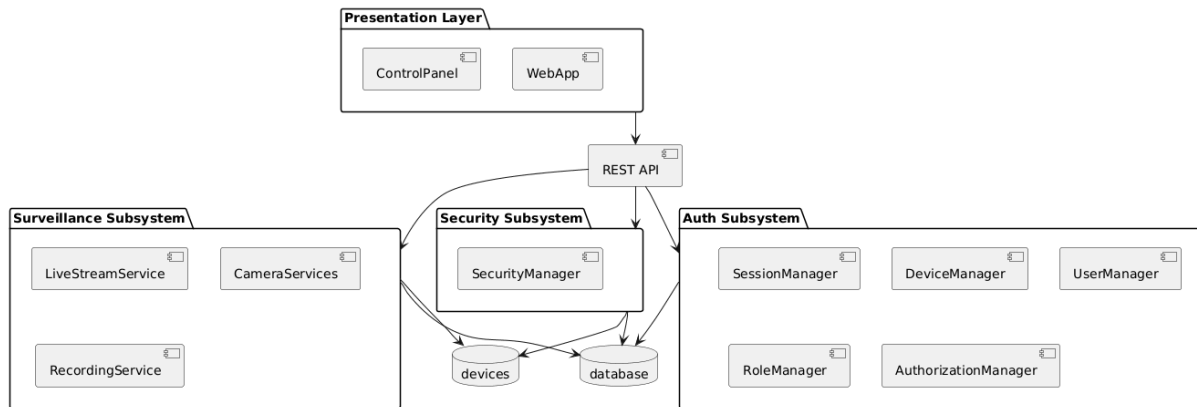 Presentation Layer
ControlPanel
WebApp
REST API
Surveillance Subsystem
LiveStreamService
CameraServices
RecordingService
Security Subsystem
SecurityManager
Auth Subsystem
SessionManager
DeviceManager
UserManager
RoleManager
AuthorizationManager
devices
database